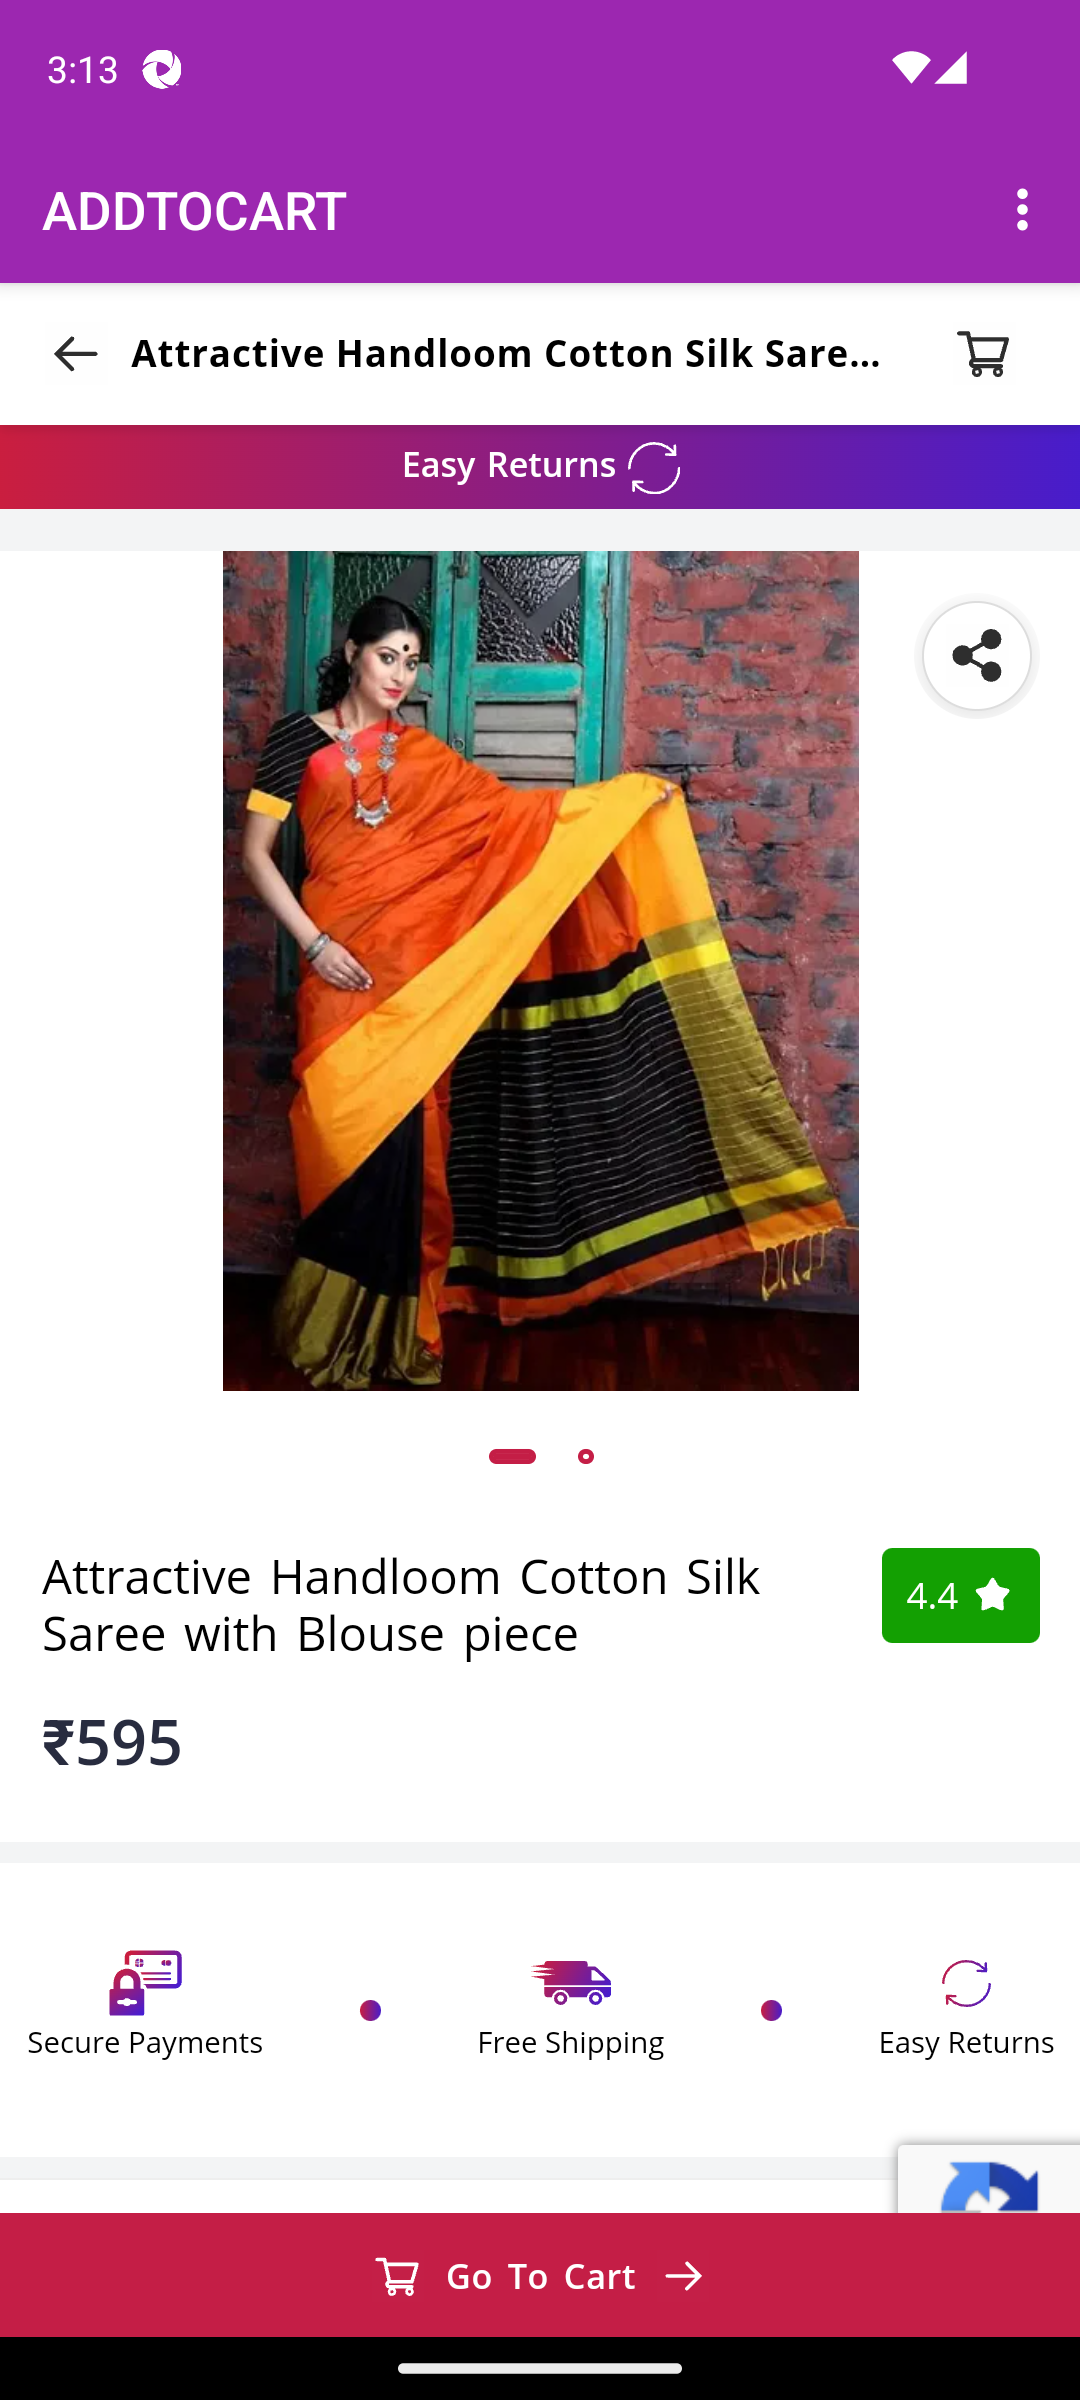 3:13
ADDTOCART
Attractive Handloom Cotton Silk Sare...
Easy Returns
Attractive Handloom Cotton Silk
Saree with Blouse piece
4.4
₹595
Secure Payments
Free Shipping
Easy Returns
Go To Cart